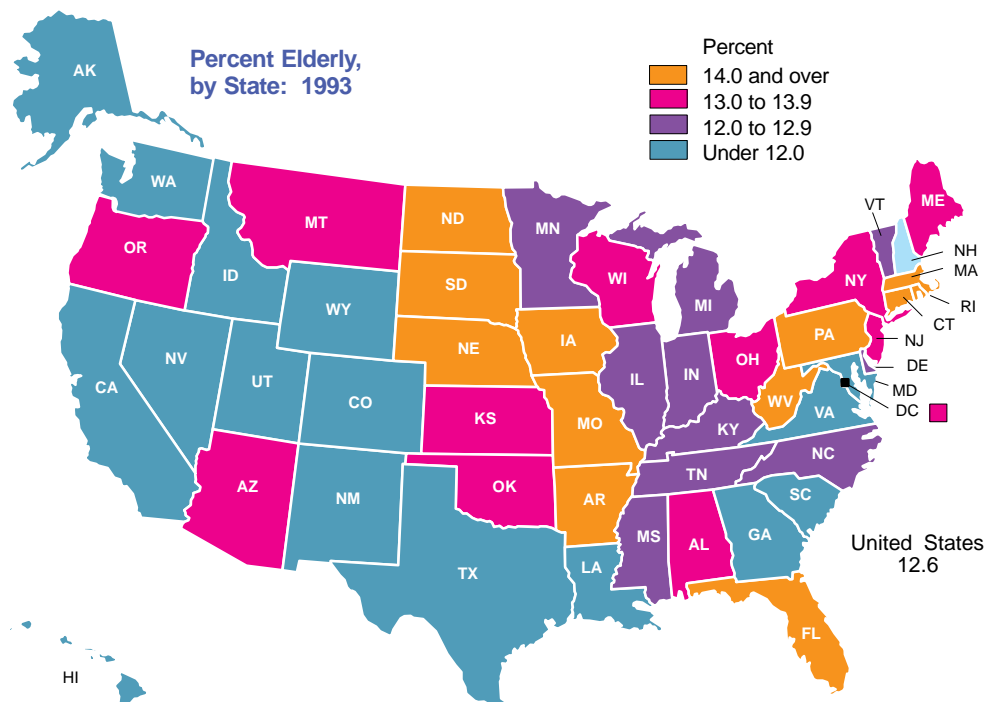 Percent Elderly,
by State: 1993
Percent
14.0 and over
13.0 to 13.9
12.0 to 12.9
Under 12.0
AK
WA
OR
MT
ID
WY
NV
UT
CA
CO
AZ
NM
ND
SD
NE
KS
OK
TX
MN
IA
MO
AR
LA
WI
IL
MI
IN
OH
KY
TN
MS
AL
GA
FL
SC
NC
VA
WV
PA
NY
VT
ME
NH
MA
RI
CT
NJ
DE
MD
DC
HI
United States
12.6